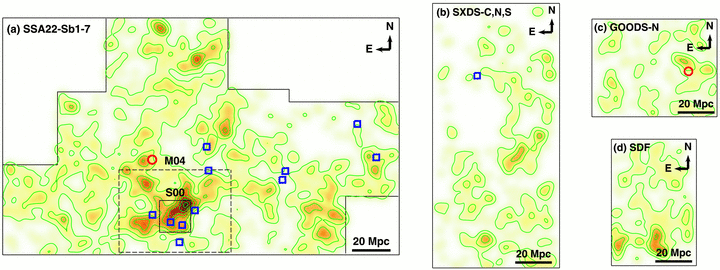 (a) SSA22-Sb1-7
N
E
M04
S00
20 Mpc
(b) SXDS-C,N,S
N
E
20 Mpc
(c) GOODS-N
N
E
20 Mpc
(d) SDF
N
E
20 Mpc